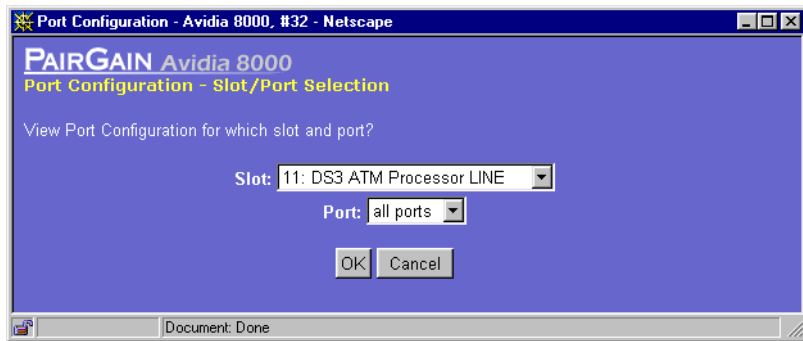 Port Configuration - Avidia 8000, #32 - Netscape
PAIRGAIN Avidia 8000
Port Configuration - Slot/Port Selection
View Port Configuration for which slot and port?
Slot: 11: DS3 ATM Processor LINE
Port: all ports
OK Cancel
Document: Done